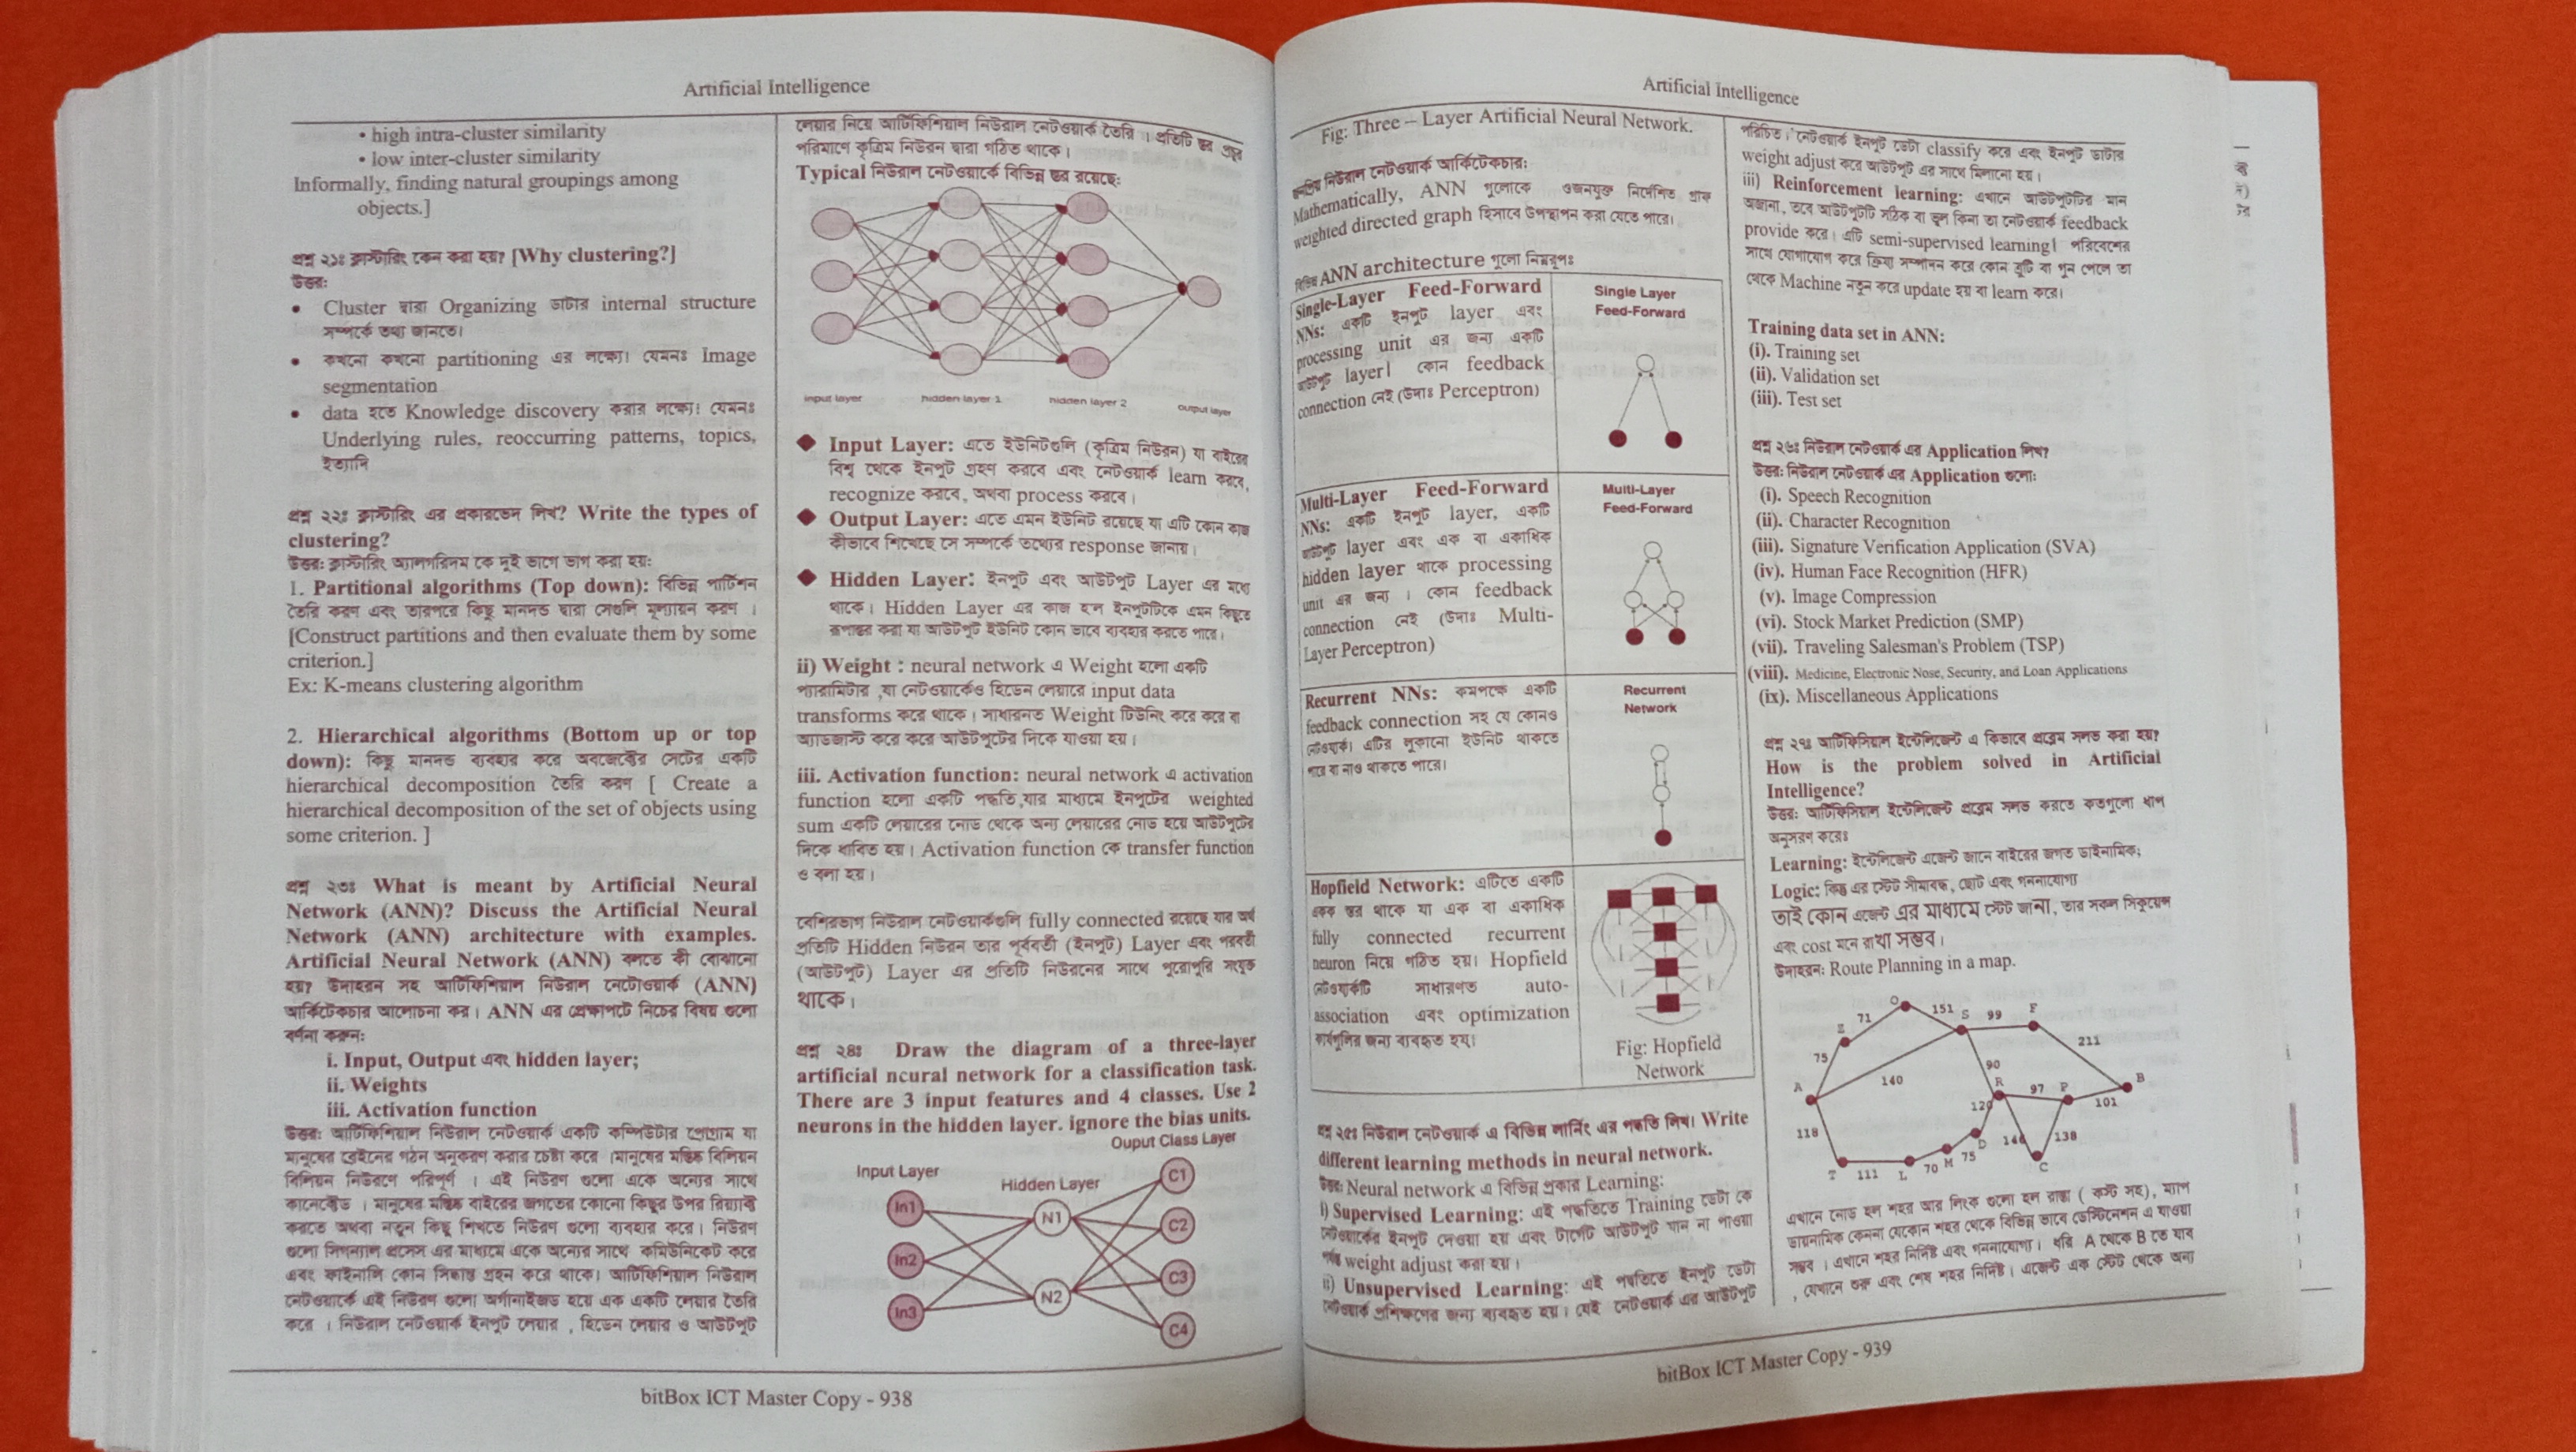 Artificial Intelligence
• high intra-cluster similarity
• low inter-cluster similarity
Informally, finding natural groupings among
objects.]
প্রশ্ন ২১ঃ ক্লাস্টারিং কেন করা হয়? [Why clustering?]
উত্তর:
• Cluster দ্বারা Organizing ডাটার internal structure
সম্পর্কে তথ্য জানতে।
• কখনো কখনো partitioning এর লক্ষ্যে। যেমনঃ Image
segmentation
• data হতে Knowledge discovery করার লক্ষ্যে। যেমনঃ
Underlying rules, reoccurring patterns, topics,
ইত্যাদি
প্রশ্ন ২২ঃ ক্লাস্টারিং এর প্রকারভেদ লিখ? Write the types of
clustering?
উত্তর: ক্লাস্টারিং অ্যালগরিদম কে দুই ভাগে ভাগ করা হয়:
1. Partitional algorithms (Top down): বিভিন্ন পার্টিশন
তৈরি করুণ এবং তারপরে কিছু মানদন্ড দ্বারা সেগুলি মূল্যায়ন করুণ ।
[Construct partitions and then evaluate them by some
criterion.]
Ex: K-means clustering algorithm
2. Hierarchical algorithms (Bottom up or top
down): কিছু মানদন্ড ব্যবহার করে অবজেক্টের সেটের একটি
hierarchical decomposition তৈরি করুণ [ Create a
hierarchical decomposition of the set of objects using
some criterion. ]
প্রশ্ন ২৩ঃ What is meant by Artificial Neural
Network (ANN)? Discuss the Artificial Neural
Network (ANN) architecture with examples.
Artificial Neural Network (ANN) বলতে কী বোঝানো
হয়? উদাহরন সহ আর্টিফিশিয়াল নিউরাল নেটোওয়ার্ক (ANN)
আর্কিটেকচার আলোচনা কর। ANN এর প্রেক্ষাপটে নিচের বিষয় গুলো
বর্ণনা করুন:
i. Input, Output এবং hidden layer;
ii. Weights
iii. Activation function
উত্তর: আর্টিফিশিয়াল নিউরাল নেটওয়ার্ক একটি কম্পিউটার প্রোগ্রাম যা
মানুষের ব্রেইনের গঠন অনুকরণ করার চেষ্টা করে ।মানুষের মস্তিষ্ক বিলিয়ন
বিলিয়ন নিউরণে পরিপূর্ণ । এই নিউরণ গুলো একে অন্যের সাথে
কানেক্টেড । মানুষের মস্তিষ্ক বাইরের জগতের কোনো কিছুর উপর রিয়্যাক্ট
করতে অথবা নতুন কিছু শিখতে নিউরণ গুলো ব্যবহার করে। নিউরণ
গুলো সিগন্যাল প্রসেস এর মাধ্যমে একে অন্যের সাথে কমিউনিকেট করে
এবং ফাইনালি কোন সিদ্ধান্ত গ্রহন করে থাকে। আর্টিফিশিয়াল নিউরাল
নেটওয়ার্কে এই নিউরণ গুলো অর্গানাইজড হয়ে এক একটি লেয়ার তৈরি
করে । নিউরাল নেটওয়ার্ক ইনপুট লেয়ার , হিডেন লেয়ার ও আউটপুট
লেয়ার নিয়ে আর্টিফিশিয়াল নিউরাল নেটওয়ার্ক তৈরি । প্রতিটি স্তর প্রচুর
পরিমাণে কৃত্রিম নিউরন দ্বারা গঠিত থাকে।
Typical নিউরাল নেটওয়ার্কে বিভিন্ন স্তর রয়েছে:
input layer
hidden layer 1
hidden layer 2
output layer
◆ Input Layer: এতে ইউনিটগুলি (কৃত্রিম নিউরন) যা বাইরের
বিশ্ব থেকে ইনপুট গ্রহণ করবে এবং নেটওয়ার্ক learn করবে,
recognize করবে, অথবা process করবে।
◆ Output Layer: এতে এমন ইউনিট রয়েছে যা এটি কোন কাজ
কীভাবে শিখেছে সে সম্পর্কে তথ্যের response জানায়।
◆ Hidden Layer: ইনপুট এবং আউটপুট Layer এর মধ্যে
থাকে। Hidden Layer এর কাজ হ'ল ইনপুটটিকে এমন কিছুতে
রূপান্তর করা যা আউটপুট ইউনিট কোন ভাবে ব্যবহার করতে পারে।
ii) Weight : neural network এ Weight হলো একটি
প্যারামিটার ,যা নেটওয়ার্কেও হিডেন লেয়ারে input data
transforms করে থাকে । সাধারনত Weight টিউনিং করে করে বা
অ্যাডজাস্ট করে করে আউটপুটের দিকে যাওয়া হয়।
iii. Activation function: neural network এ activation
function হলো একটি পদ্ধতি,যার মাধ্যমে ইনপুটের weighted
sum একটি লেয়ারের নোড থেকে অন্য লেয়ারের নোড হয়ে আউটপুটের
দিকে ধাবিত হয়। Activation function কে transfer function
ও বলা হয়।
বেশিরভাগ নিউরাল নেটওয়ার্কগুলি fully connected রয়েছে যার অর্থ
প্রতিটি Hidden নিউরন তার পূর্ববর্তী (ইনপুট) Layer এবং পরবর্তী
(আউটপুট) Layer এর প্রতিটি নিউরনের সাথে পুরোপুরি সংযুক্ত
থাকে।
প্রশ্ন ২৪ঃ Draw the diagram of a three-layer
artificial neural network for a classification task.
There are 3 input features and 4 classes. Use 2
neurons in the hidden layer. ignore the bias units.
Ouput Class Layer
Input Layer
Hidden Layer
In1
In2
In3
N1
N2
C1
C2
C3
C4
bitBox ICT Master Copy - 938
Artificial Intelligence
Fig: Three – Layer Artificial Neural Network.
নিউরাল নেটওয়ার্ক আর্কিটেকচার:
Mathematically, ANN গুলোকে ওজনযুক্ত নির্দেশিত গ্রাফ
weighted directed graph হিসাবে উপস্থাপন করা যেতে পারে।
বিভিন্ন ANN architecture গুলো নিম্নরূপঃ
Single-Layer Feed-Forward
NNs: একটি ইনপুট layer এবং
processing unit এর জন্য একটি
আউটপুট layer। কোন feedback
connection নেই (উদাঃ Perceptron)
Single Layer
Feed-Forward
Multi-Layer Feed-Forward
NNs: একটি ইনপুট layer, একটি
আউটপুট layer এবং এক বা একাধিক
hidden layer থাকে processing
unit এর জন্য । কোন feedback
connection নেই (উদাঃ Multi-
Layer Perceptron)
Multi-Layer
Feed-Forward
Recurrent NNs: কমপক্ষে একটি
feedback connection সহ যে কোনও
নেটওয়ার্ক। এটির লুকানো ইউনিট থাকতে
পারে বা নাও থাকতে পারে।
Recurrent
Network
Hopfield Network: এটিতে একটি
একক স্তর থাকে যা এক বা একাধিক
fully connected recurrent
neuron নিয়ে গঠিত হয়। Hopfield
নেটওয়ার্কটি সাধারণত auto-
association এবং optimization
কার্যগুলির জন্য ব্যবহৃত হয়।
Fig: Hopfield
Network
প্রশ্ন ২৫ঃ নিউরাল নেটওয়ার্ক এ বিভিন্ন লার্নিং এর পদ্ধতি লিখ। Write
different learning methods in neural network.
উত্তর: Neural network এ বিভিন্ন প্রকার Learning:
i) Supervised Learning: এই পদ্ধতিতে Training ডেটা কে
নেটওয়ার্কের ইনপুট দেওয়া হয় এবং টার্গেট আউটপুট যান না পাওয়া
পর্যন্ত weight adjust করা হয়।
ii) Unsupervised Learning: এই পদ্ধতিতে ইনপুট ডেটা
নেটওয়ার্ক প্রশিক্ষণের জন্য ব্যবহৃত হয়। যেই নেটওয়ার্ক এর আউটপুট
পরিচিত। নেটওয়ার্ক ইনপুট ডেটা classify করে এবং ইনপুট ডাটার
weight adjust করে আউটপুট এর সাথে মিলানো হয়।
iii) Reinforcement learning: এখানে আউটপুটটির মান
অজানা, তবে আউটপুটটি সঠিক বা ভুল কিনা তা নেটওয়ার্ক feedback
provide করে। এটি semi-supervised learning। পরিবেশের
সাথে যোগাযোগ করে ক্রিয়া সম্পাদন করে কোন ত্রুটি বা গুন পেলে তা
থেকে Machine নতুন করে update হয় বা learn করে।
Training data set in ANN:
(i). Training set
(ii). Validation set
(iii). Test set
প্রশ্ন ২৬ঃ নিউরাল নেটওয়ার্ক এর Application লিখ?
উত্তর: নিউরাল নেটওয়ার্ক এর Application গুলো:
(i). Speech Recognition
(ii). Character Recognition
(iii). Signature Verification Application (SVA)
(iv). Human Face Recognition (HFR)
(v). Image Compression
(vi). Stock Market Prediction (SMP)
(vii). Traveling Salesman's Problem (TSP)
(viii). Medicine, Electronic Nose, Security, and Loan Applications
(ix). Miscellaneous Applications
প্রশ্ন ২৭ঃ আর্টিফিসিয়াল ইন্টেলিজেন্ট এ কিভাবে প্রব্লেম সলভ করা হয়?
How is the problem solved in Artificial
Intelligence?
উত্তর: আর্টিফিসিয়াল ইন্টেলিজেন্ট প্রব্লেম সলভ করতে কতগুলো ধাপ
অনুসরণ করেঃ
Learning: ইন্টেলিজেন্ট এজেন্ট জানে বাইরের জগত ডাইনামিক;
Logic: কিন্তু এর স্টেট সীমাবদ্ধ, ছোট এবং গননাযোগ্য
তাই কোন এজেন্ট এর মাধ্যমে স্টেট জানা, তার সকল সিকুয়েন্স
এবং cost মনে রাখা সম্ভব।
উদাহরন: Route Planning in a map.
O
71
151
S
99
F
Z
75
211
A
140
90
R
97
P
B
101
120
118
D
146
138
T
111
L
70
M
75
C
এখানে নোড হল শহর আর লিংক গুলো হল রাস্তা ( কস্ট সহ), ম্যাপ
ডায়নামিক কেননা যেকোন শহর থেকে বিভিন্ন ভাবে ডেস্টিনেশন এ যাওয়া
সম্ভব । এখানে শহর নির্দিষ্ট এবং গননাযোগ্য। ধরি A থেকে B তে যাব
, যেখানে শুরু এবং শেষ শহর নির্দিষ্ট। এজেন্ট এক স্টেট থেকে অন্য
bitBox ICT Master Copy - 939